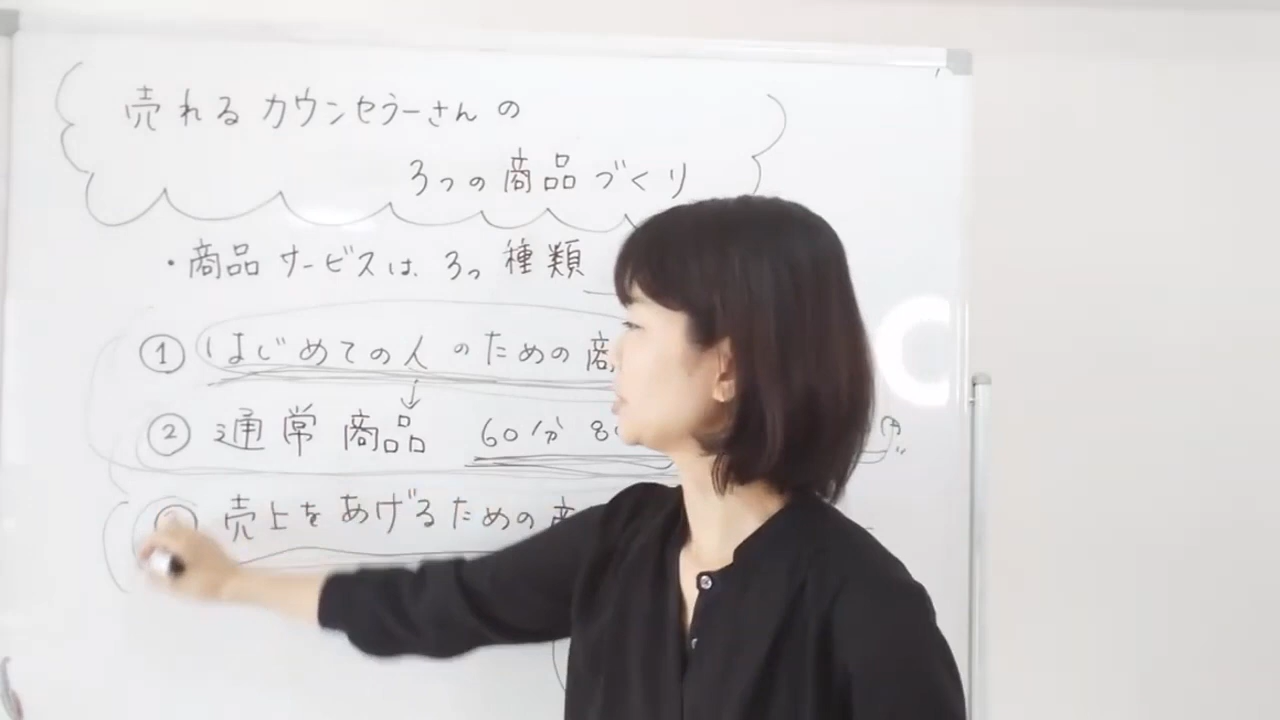 売れるカウンセラーさんの
3つの商品づくり
・商品サービスは、3つ種類
① はじめての人のための商
② 通常商品 60分 80
売上をあげるための商